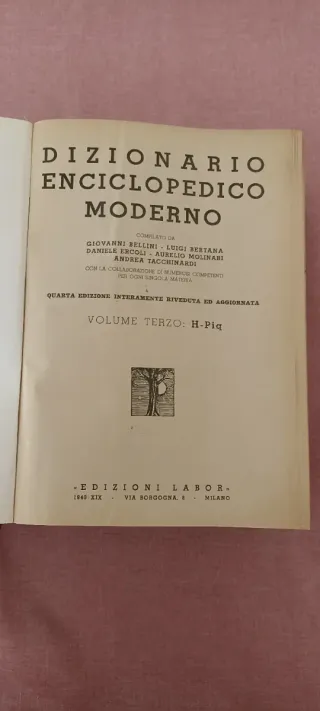 DIZIONARIO
ENCICLOPEDICO
MODERNO
COMPILATO DA
GIOVANNI BELLINI - LUIGI BERTANA
DANIELE ERCOLI - AURELIO MOLINARI
ANDREA TACCHINARDI
CON LA COLLABORAZIONE DI NUMEROSI COMPETENTI
PER OGNI SINGOLA MATERIA
QUARTA EDIZIONE INTERAMENTE RIVEDUTA ED AGGIORNATA
VOLUME TERZO: H-Piq
«EDIZIONI LABOR»
1940-XIX - VIA BORGOGNA, 5 - MILANO